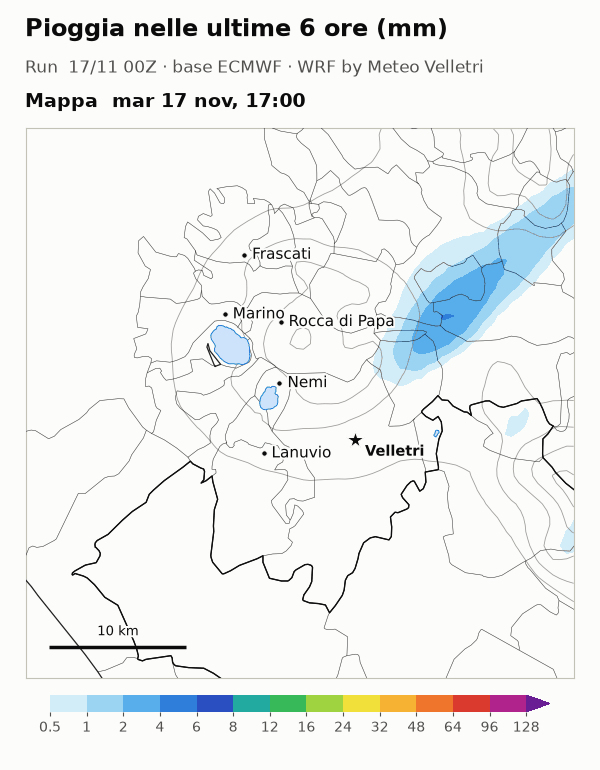 Pioggia nelle ultime 6 ore (mm)
Run  17/11 00Z · base ECMWF · WRF by Meteo Velletri
Mappa  mar 17 nov, 17:00
Frascati
Marino
Rocca di Papa
Nemi
Velletri
Lanuvio
10 km
0.5 1 2 4 6 8 12 16 24 32 48 64 96 128